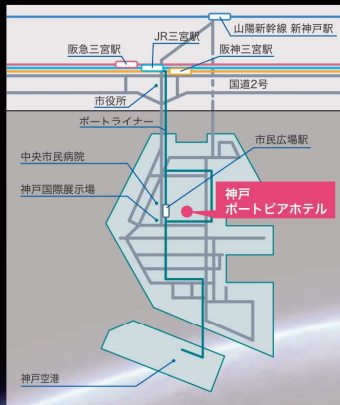 山陽新幹線 新神戸駅
JR三宮駅
阪急三宮駅
阪神三宮駅
国道2号
市役所
ポートライナー
市民広場駅
中央市民病院
神戸国際展示場
神戸
ポートピアホテル
神戸空港